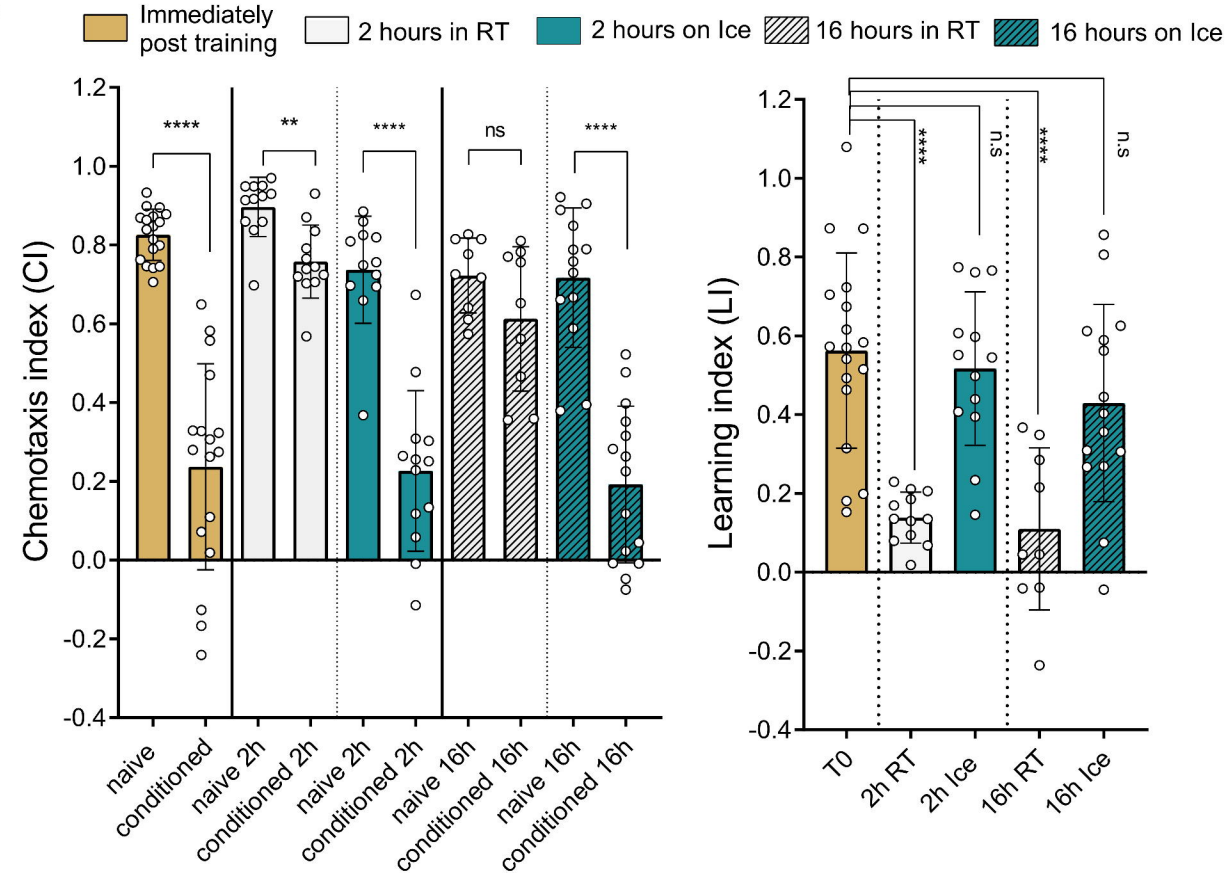 Immediately
post training
2 hours in RT
2 hours on Ice
16 hours in RT
16 hours on Ice
Chemotaxis index (CI)
1.2
1.0
0.8
0.6
0.4
0.2
0.0
-0.2
-0.4
****
**
****
ns
****
naive
conditioned
naive 2h
conditioned 2h
naive 2h
conditioned 2h
naive 16h
conditioned 16h
naive 16h
conditioned 16h
Learning index (LI)
1.2
1.0
0.8
0.6
0.4
0.2
0.0
-0.2
-0.4
****
n.s
****
n.s
T0
2h RT
2h Ice
16h RT
16h Ice